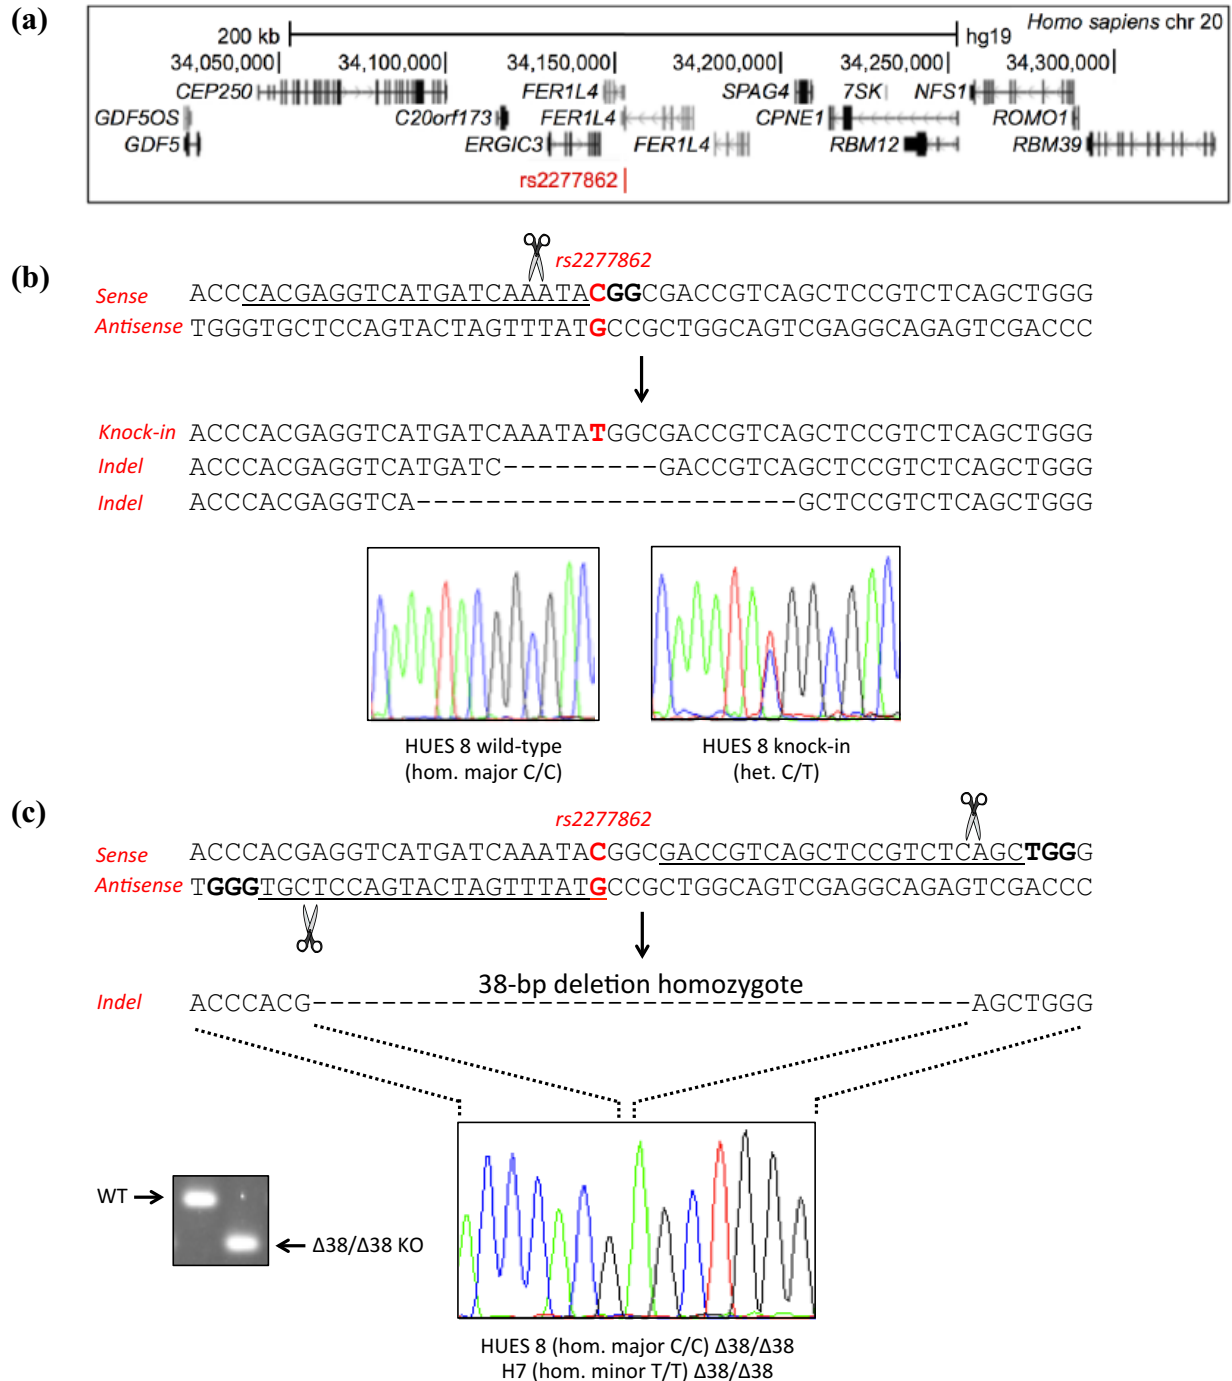 (a)
200 kb hg19 Homo sapiens chr 20
34,050,000 34,100,000 34,150,000 34,200,000 34,250,000 34,300,000
CEP250 FER1L4 SPAG4 7SK NFS1
GDF5OS C20orf173 FER1L4 CPNE1 ROMO1
GDF5 ERGIC3 FER1L4 RBM12 RBM39
rs2277862
(b)
rs2277862
Sense ACCCACGAGGTCATGATCAAATACGGCGACCGTCAGCTCCGTCTCAGCTGGG
Antisense TGGGTGCTCCAGTACTAGTTTATGCCGCTGGCAGTCGAGGCAGAGTCGACCC
Knock-in ACCCACGAGGTCATGATCAAATATGGCGACCGTCAGCTCCGTCTCAGCTGGG
Indel ACCCACGAGGTCATGATC---------GACCGTCAGCTCCGTCTCAGCTGGG
Indel ACCCACGAGGTCA----------------------GCTCCGTCTCAGCTGGG
HUES 8 wild-type
(hom. major C/C)
HUES 8 knock-in
(het. C/T)
(c)
rs2277862
Sense ACCCACGAGGTCATGATCAAATACGGCGACCGTCAGCTCCGTCTCAGCTGGG
Antisense TGGGTGCTCCAGTACTAGTTTATGCCGCTGGCAGTCGAGGCAGAGTCGACCC
38-bp deletion homozygote
Indel ACCCACG--------------------------------------AGCTGGG
WT
Δ38/Δ38 KO
HUES 8 (hom. major C/C) Δ38/Δ38
H7 (hom. minor T/T) Δ38/Δ38